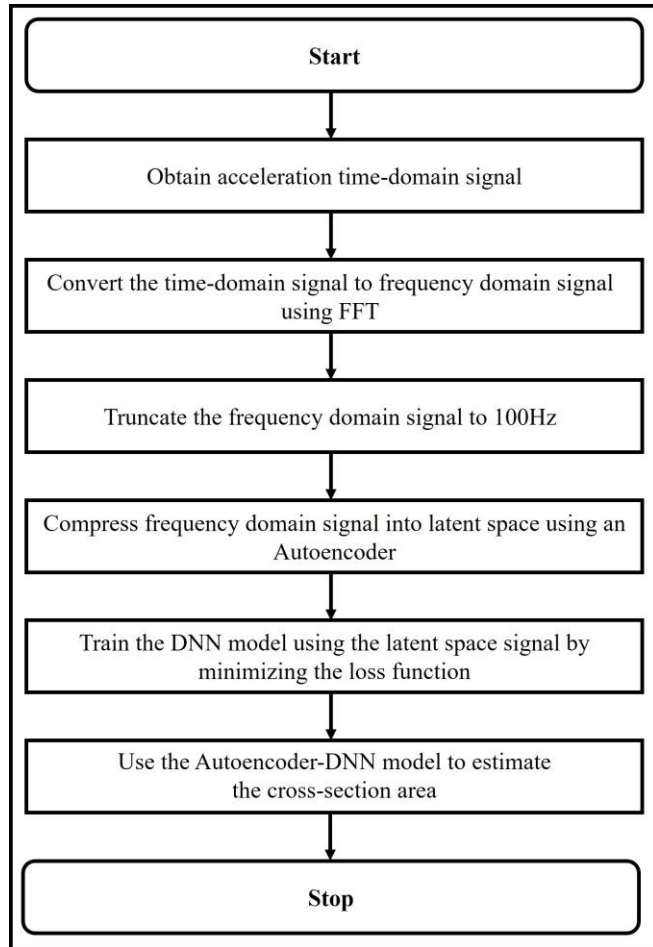 Start
Obtain acceleration time-domain signal
Convert the time-domain signal to frequency domain signal
using FFT
Truncate the frequency domain signal to 100Hz
Compress frequency domain signal into latent space using an
Autoencoder
Train the DNN model using the latent space signal by
minimizing the loss function
Use the Autoencoder-DNN model to estimate
the cross-section area
Stop